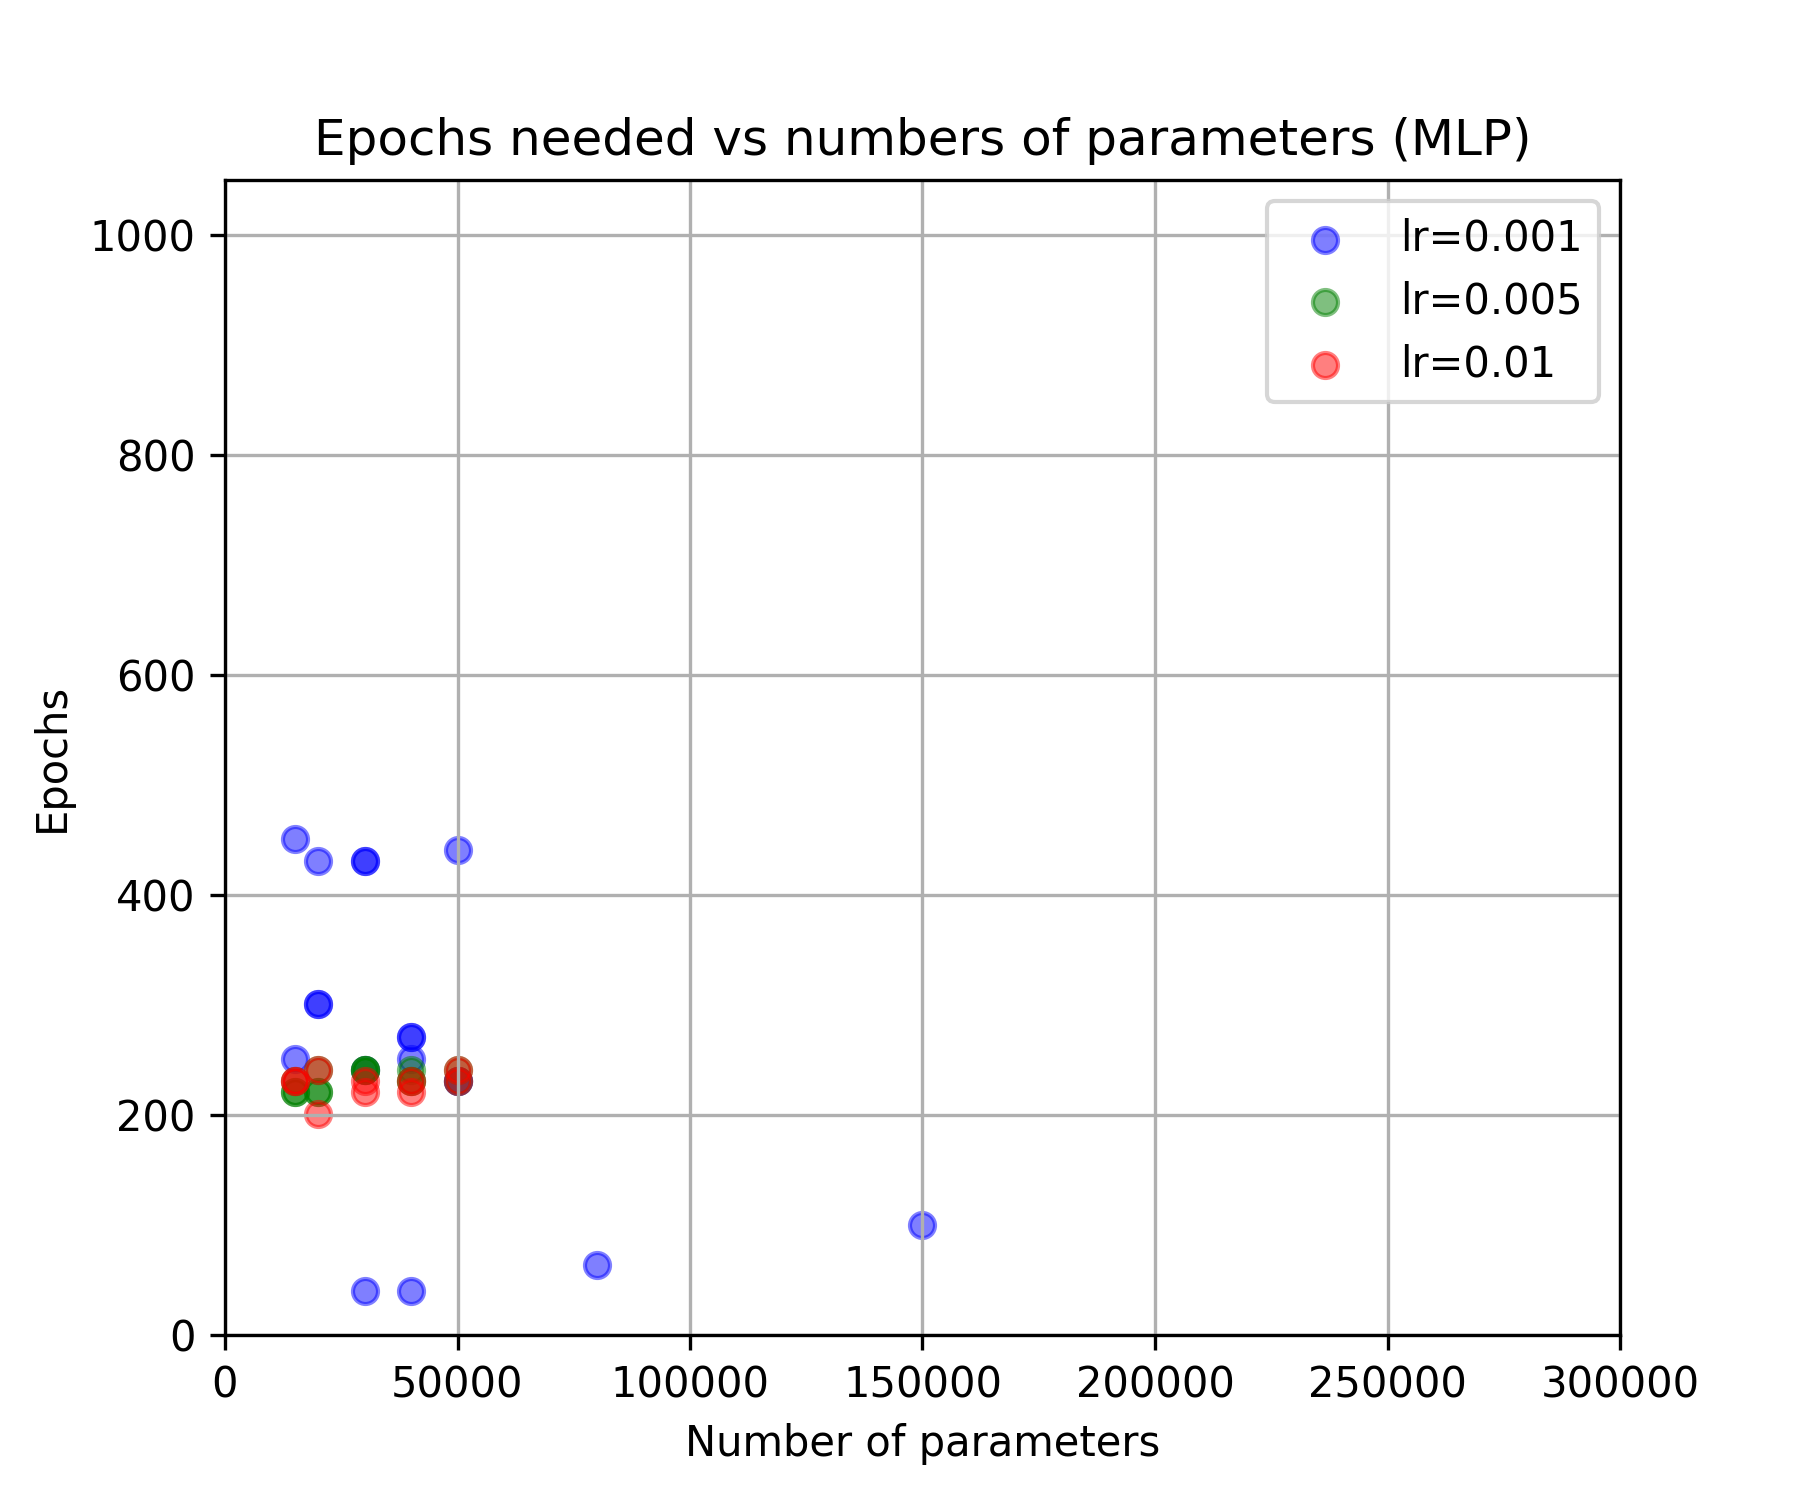 Epochs needed vs numbers of parameters (MLP)
1000
800
600
400
200
0
Epochs
lr=0.001
lr=0.005
lr=0.01
0 50000 100000 150000 200000 250000 300000
Number of parameters